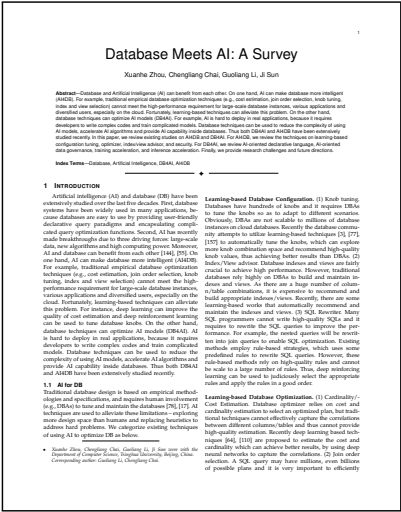 1
Database Meets AI: A Survey
Xuanhe Zhou, Chengliang Chai, Guoliang Li, Ji Sun
Abstract—Database and Artificial Intelligence (AI) can benefit from each other. On one hand, AI can make database more intelligent
(AI4DB). For example, traditional empirical database optimization techniques (e.g., cost estimation, join order selection, knob tuning,
index and view selection) cannot meet the high-performance requirement for large-scale database instances, various applications and
diversified users, especially on the cloud. Fortunately, learning-based techniques can alleviate this problem. On the other hand,
database techniques can optimize AI models (DB4AI). For example, AI is hard to deploy in real applications, because it requires
developers to write complex codes and train complicated models. Database techniques can be used to reduce the complexity of using
AI models, accelerate AI algorithms and provide AI capability inside databases. Thus both DB4AI and AI4DB have been extensively
studied recently. In this paper, we review existing studies on AI4DB and DB4AI. For AI4DB, we review the techniques on learning-based
configuration tuning, optimizer, index/view advisor, and security. For DB4AI, we review AI-oriented declarative language, AI-oriented
data governance, training acceleration, and inference acceleration. Finally, we provide research challenges and future directions.
Index Terms—Database, Artificial Intelligence, DB4AI, AI4DB
1 INTRODUCTION
Artificial intelligence (AI) and database (DB) have been
extensively studied over the last five decades. First, database
systems have been widely used in many applications, be-
cause databases are easy to use by providing user-friendly
declarative query paradigms and encapsulating compli-
cated query optimization functions. Second, AI has recently
made breakthroughs due to three driving forces: large-scale
data, new algorithms and high computing power. Moreover,
AI and database can benefit from each other [144], [55]. On
one hand, AI can make database more intelligent (AI4DB).
For example, traditional empirical database optimization
techniques (e.g., cost estimation, join order selection, knob
tuning, index and view selection) cannot meet the high-
performance requirement for large-scale database instances,
various applications and diversified users, especially on the
cloud. Fortunately, learning-based techniques can alleviate
this problem. For instance, deep learning can improve the
quality of cost estimation and deep reinforcement learning
can be used to tune database knobs. On the other hand,
database techniques can optimize AI models (DB4AI). AI
is hard to deploy in real applications, because it requires
developers to write complex codes and train complicated
models. Database techniques can be used to reduce the
complexity of using AI models, accelerate AI algorithms and
provide AI capability inside databases. Thus both DB4AI
and AI4DB have been extensively studied recently.
1.1 AI for DB
Traditional database design is based on empirical method-
ologies and specifications, and requires human involvement
(e.g., DBAs) to tune and maintain the databases [76], [17]. AI
techniques are used to alleviate these limitations – exploring
more design space than humans and replacing heuristics to
address hard problems. We categorize existing techniques
of using AI to optimize DB as below.
• Xuanhe Zhou, Chengliang Chai, Guoliang Li, Ji Sun were with the
Department of Computer Science, Tsinghua University, Beijing, China.
Corresponding author: Guoliang Li, Chengliang Chai.
Learning-based Database Configuration. (1) Knob tuning.
Databases have hundreds of knobs and it requires DBAs
to tune the knobs so as to adapt to different scenarios.
Obviously, DBAs are not scalable to millions of database
instances on cloud databases. Recently the database commu-
nity attempts to utilize learning-based techniques [3], [77],
[157] to automatically tune the knobs, which can explore
more knob combination space and recommend high-quality
knob values, thus achieving better results than DBAs. (2)
Index/View advisor. Database indexes and views are fairly
crucial to achieve high performance. However, traditional
databases rely highly on DBAs to build and maintain in-
dexes and views. As there are a huge number of colum-
n/table combinations, it is expensive to recommend and
build appropriate indexes/views. Recently, there are some
learning-based works that automatically recommend and
maintain the indexes and views. (3) SQL Rewriter. Many
SQL programmers cannot write high-quality SQLs and it
requires to rewrite the SQL queries to improve the per-
formance. For example, the nested queries will be rewrit-
ten into join queries to enable SQL optimization. Existing
methods employ rule-based strategies, which uses some
predefined rules to rewrite SQL queries. However, these
rule-based methods rely on high-quality rules and cannot
be scale to a large number of rules. Thus, deep reinforcing
learning can be used to judiciously select the appropriate
rules and apply the rules in a good order.
Learning-based Database Optimization. (1) Cardinality/-
Cost Estimation. Database optimizer relies on cost and
cardinality estimation to select an optimized plan, but tradi-
tional techniques cannot effectively capture the correlations
between different columns/tables and thus cannot provide
high-quality estimation. Recently deep learning based tech-
niques [64], [110] are proposed to estimate the cost and
cardinality which can achieve better results, by using deep
neural networks to capture the correlations. (2) Join order
selection. A SQL query may have millions, even billions
of possible plans and it is very important to efficiently